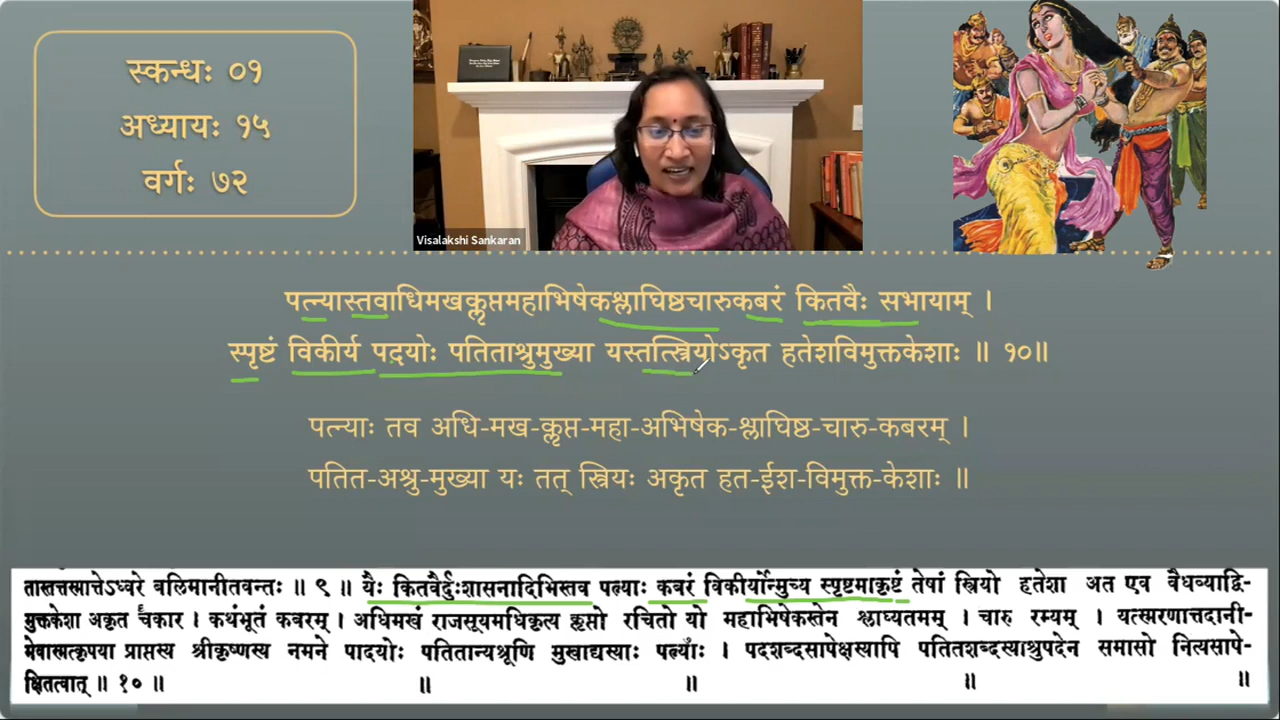 स्कन्धः ०१
अध्यायः १५
वर्गः ७२
Visalakshi Sankaran
पत्न्यास्तवाधिमखक्लृप्तमहाभिषेकश्लाघिष्ठचारुकबरं कितवैः सभायाम् ।
स्पृष्टं विकीर्य पदयोः पतिताश्रुमुख्या यस्तत्स्त्रियोऽकृत हतेशविमुक्तकेशाः ॥ १०॥
पत्न्याः तव अधि-मख-क्लृप्त-महा-अभिषेक-श्लाघिष्ठ-चारु-कबरम् ।
पतित-अश्रु-मुख्या यः तत् स्त्रियः अकृत हत-ईश-विमुक्त-केशाः ॥
तास्तत्तस्मात्तेऽध्वरे बलिमानीतवन्तः ॥ ९ ॥ यैः कितवैर्दुःशासनादिभिस्तव पत्न्याः कबरं विकीर्योन्मुच्य स्पृष्टमाकृष्टं तेषां स्त्रियो हतेशा अत एव वैधव्याद्वि-
मुक्तकेशा अकृत चकार । कथंभूतं कबरम् । अधिमखं राजसूयमधिकृत्य क्लृप्तो रचितो यो महाभिषेकस्तेन श्लाघ्यतमम् । चारु रम्यम् । यत्स्मरणात्तदानी-
मेवास्मत्कृपया प्राप्तस्य श्रीकृष्णस्य नमने पादयोः पतितान्यश्रूणि मुखाद्यस्याः पत्न्याः । पदशब्दसापेक्षस्यापि पतितशब्दस्याश्रुपदेन समासो नित्यसापे-
क्षितत्वात् ॥ १० ॥ ॥ ॥ ॥ ॥